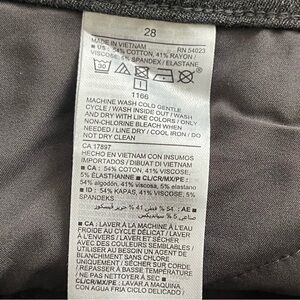 28
MADE IN VIETNAM RN 54023
■ US : 54% COTTON, 41% RAYON /
VISCOSE, 5% SPANDEX / ELASTANE
1166
MACHINE WASH COLD GENTLE
CYCLE / WASH INSIDE OUT / WASH
AND DRY WITH LIKE COLORS / ONLY
NON-CHLORINE BLEACH WHEN
NEEDED / LINE DRY / COOL IRON / DO
NOT DRY CLEAN
CA 17897
HECHO EN VIETNAM CON INSUMOS
IMPORTADOS / DIBUAT DI VIETNAM
■ CA : 54% COTON, 41% VISCOSE,
5% ÉLASTHANNE ■ CL/CR/MX/PE :
54% algodón, 41% viscosa, 5% elastano
■ ID : 54% KAPAS, 41% VISCOSE, 5%
SPANDEKS
■ CA : LAVER À LA MACHINE À L'EAU
FROIDE AU CYCLE DÉLICAT / LAVER
À L'ENVERS / LAVER ET SÉCHER
AVEC DES COULEURS SEMBLABLES /
UTILISER AU BESOIN UN AGENT
BLANCHIMENT SANS CHLORE
UNIQUEMENT / SÉCHER SUR CORDE /
REPASSER À BASSE TEMPÉRATURE
/ NE PAS NETTOYER À SEC
■ CL/CR/MX/PE : LAVAR A MAQUINA
CON AGUA FRIA CICLO DELICADO /